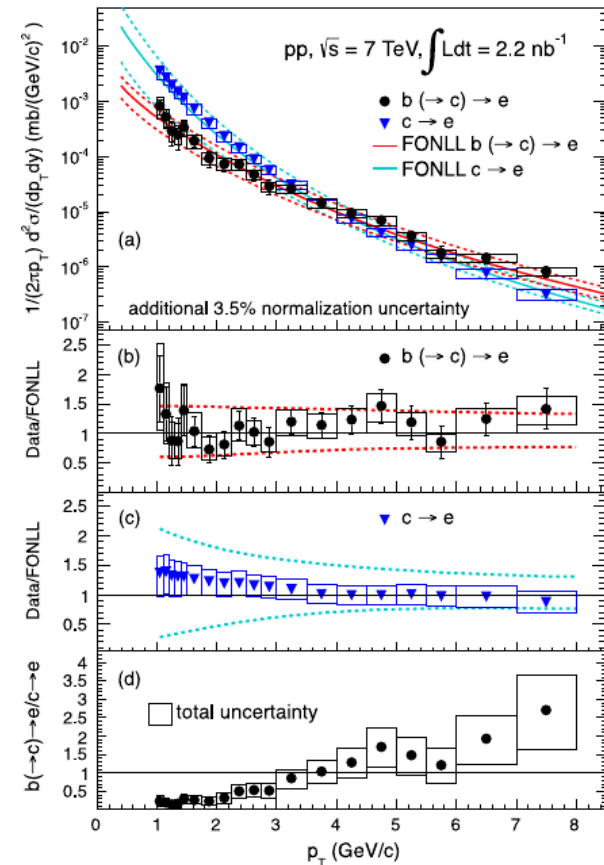 pp, √s = 7 TeV, ∫Ldt = 2.2 nb⁻¹
b (→ c) → e
c → e
FONLL b (→ c) → e
FONLL c → e
1/(2πp_T) d²σ/(dp_Tdy) (mb/(GeV/c)²)
10⁻²
10⁻³
10⁻⁴
10⁻⁵
10⁻⁶
10⁻⁷
(a)
additional 3.5% normalization uncertainty
Data/FONLL
2.5
2
1.5
1
0.5
(b)
b (→ c) → e
Data/FONLL
2.5
2
1.5
1
0.5
(c)
c → e
b(→c)→e/c→e
4
3.5
3
2.5
2
1.5
1
0.5
(d)
total uncertainty
0 1 2 3 4 5 6 7 8
p_T (GeV/c)